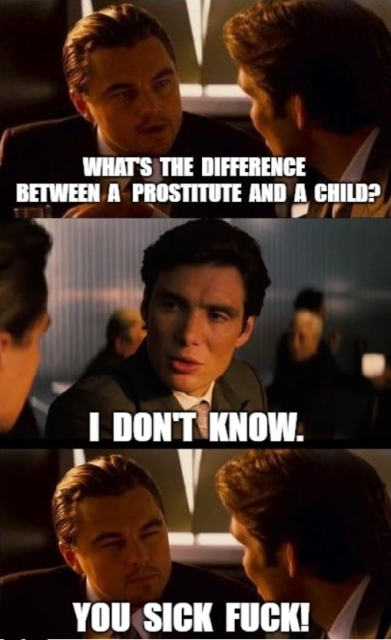 WHAT'S THE DIFFERENCE
BETWEEN A PROSTITUTE AND A CHILD?
I DON'T KNOW.
YOU SICK FUCK!